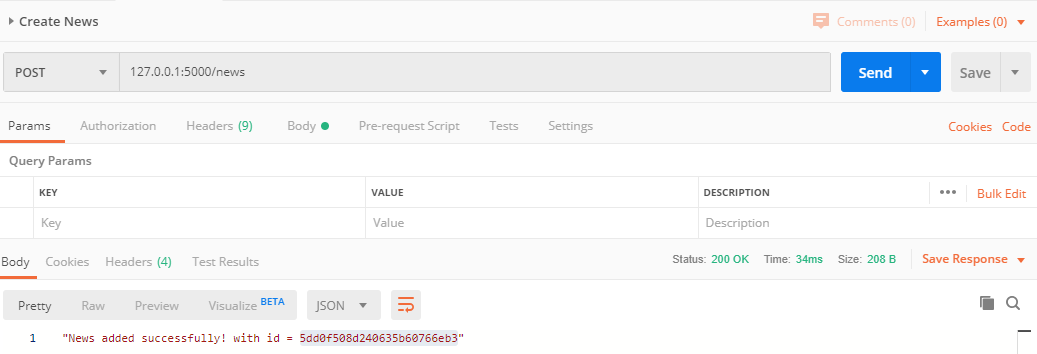 Create News Comments (0) Examples (0)
POST 127.0.0.1:5000/news Send Save
Params Authorization Headers (9) Body Pre-request Script Tests Settings Cookies Code
Query Params
KEY VALUE DESCRIPTION ••• Bulk Edit
Key Value Description
Body Cookies Headers (4) Test Results Status: 200 OK Time: 34ms Size: 208 B Save Response
Pretty Raw Preview Visualize BETA JSON
1 "News added successfully! with id = 5dd0f508d240635b60766eb3"